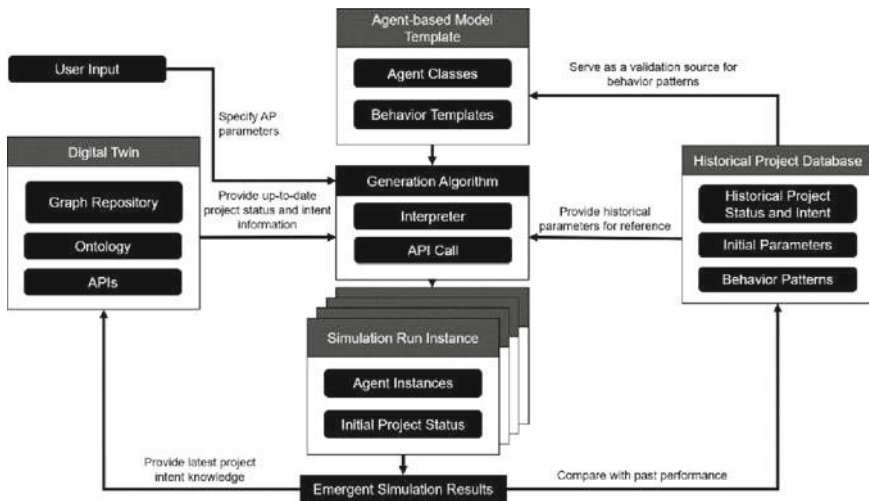 Agent-based Model
Template
Agent Classes
Behavior Templates
User Input
Specify AP
parameters
Serve as a validation source for
behavior patterns
Digital Twin
Graph Repository
Ontology
APIs
Provide up-to-date
project status and intent
information
Generation Algorithm
Interpreter
API Call
Provide historical
parameters for reference
Historical Project Database
Historical Project
Status and Intent
Initial Parameters
Behavior Patterns
Simulation Run Instance
Agent Instances
Initial Project Status
Provide latest project
intent knowledge
Emergent Simulation Results
Compare with past performance